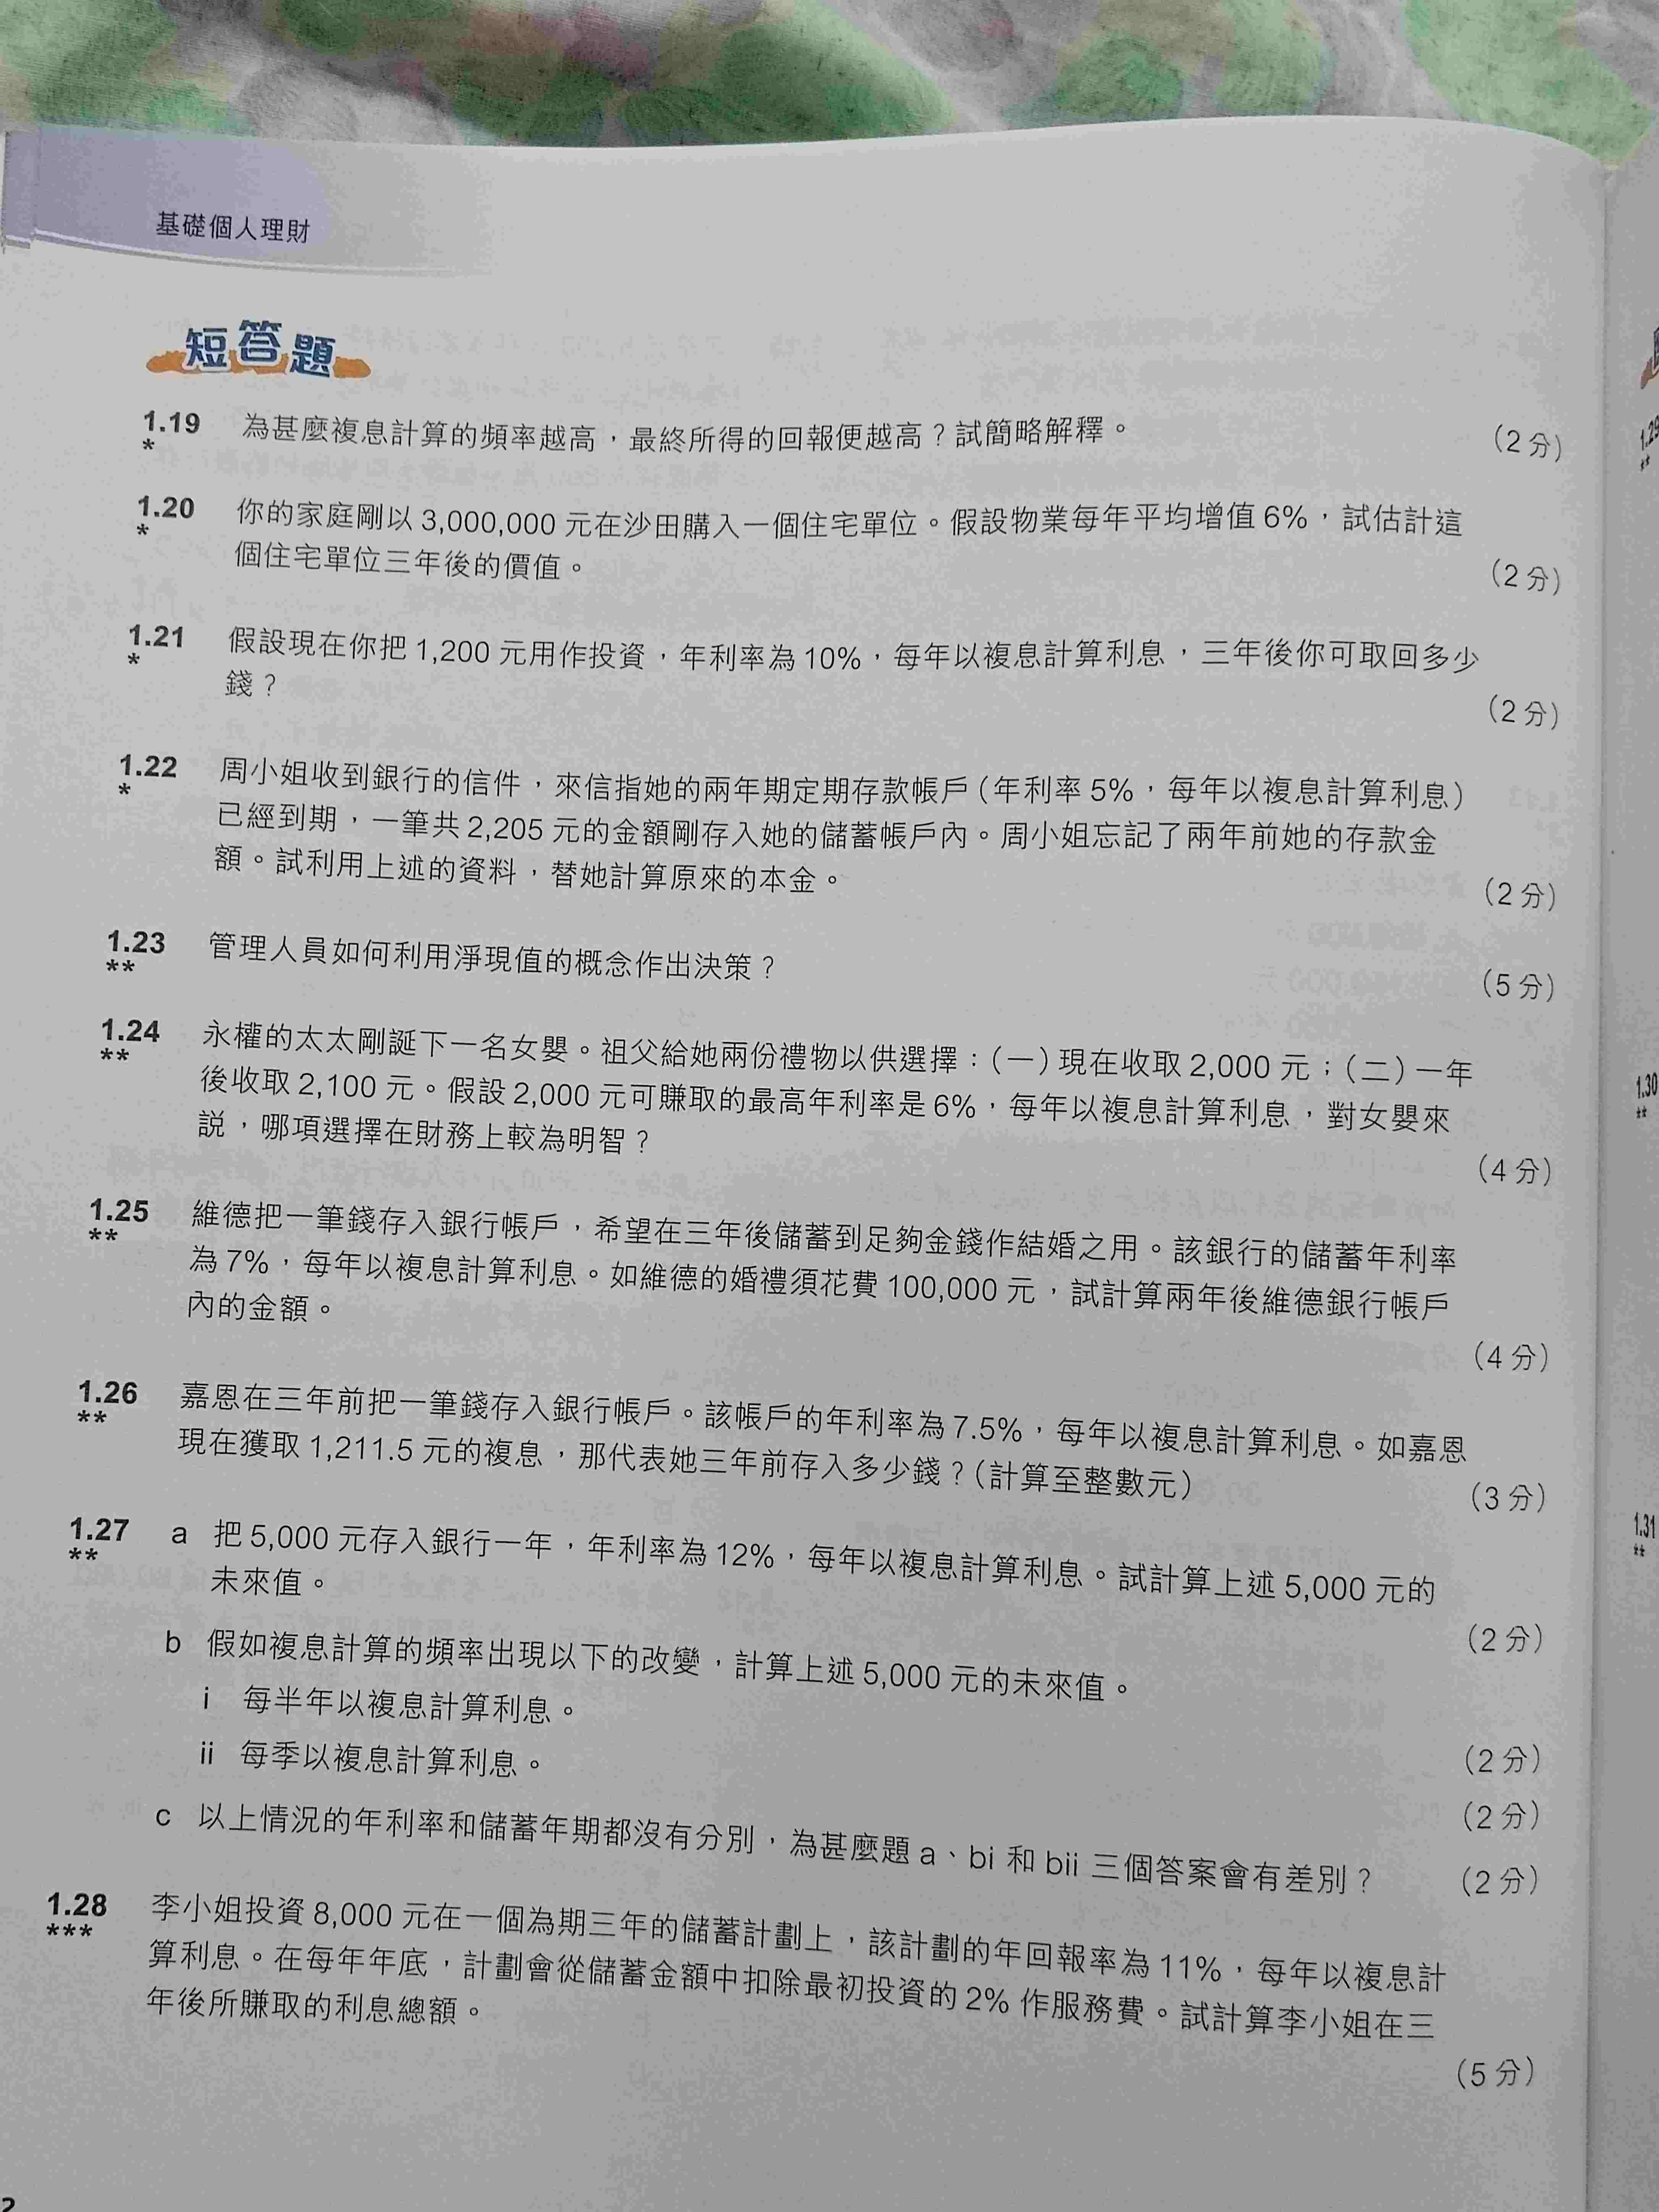 基礎個人理財
短答題
1.19 為甚麼複息計算的頻率越高，最終所得的回報便越高？試簡略解釋。 (2 分)
*
1.20 你的家庭剛以 3,000,000 元在沙田購入一個住宅單位。假設物業每年平均增值 6%，試估計這
*
個住宅單位三年後的價值。 (2 分)
1.21 假設現在你把 1,200 元用作投資，年利率為 10%，每年以複息計算利息，三年後你可取回多少
*
錢？ (2 分)
1.22 周小姐收到銀行的信件，來信指她的兩年期定期存款帳戶（年利率 5%，每年以複息計算利息）
*
已經到期，一筆共 2,205 元的金額剛存入她的儲蓄帳戶內。周小姐忘記了兩年前她的存款金
額。試利用上述的資料，替她計算原來的本金。 (2 分)
1.23 管理人員如何利用淨現值的概念作出決策？ (5 分)
**
1.24 永權的太太剛誕下一名女嬰。祖父給她兩份禮物以供選擇：（一）現在收取 2,000 元；（二）一年
**
後收取 2,100 元。假設 2,000 元可賺取的最高年利率是 6%，每年以複息計算利息，對女嬰來
説，哪項選擇在財務上較為明智？ (4 分)
1.25 維德把一筆錢存入銀行帳戶，希望在三年後儲蓄到足夠金錢作結婚之用。該銀行的儲蓄年利率
**
為 7%，每年以複息計算利息。如維德的婚禮須花費 100,000 元，試計算兩年後維德銀行帳戶
內的金額。 (4 分)
1.26 嘉恩在三年前把一筆錢存入銀行帳戶。該帳戶的年利率為 7.5%，每年以複息計算利息。如嘉恩
**
現在獲取 1,211.5 元的複息，那代表她三年前存入多少錢？（計算至整數元） (3 分)
1.27 a 把 5,000 元存入銀行一年，年利率為 12%，每年以複息計算利息。試計算上述 5,000 元的
**
未來值。 (2 分)
b 假如複息計算的頻率出現以下的改變，計算上述 5,000 元的未來值。
i 每半年以複息計算利息。 (2 分)
ii 每季以複息計算利息。 (2 分)
c 以上情況的年利率和儲蓄年期都沒有分別，為甚麼題 a、bi 和 bii 三個答案會有差別？ (2 分)
1.28 李小姐投資 8,000 元在一個為期三年的儲蓄計劃上，該計劃的年回報率為 11%，每年以複息計
***
算利息。在每年年底，計劃會從儲蓄金額中扣除最初投資的 2% 作服務費。試計算李小姐在三
年後所賺取的利息總額。 (5 分)
2
1.29
**
1.30
**
1.31
**